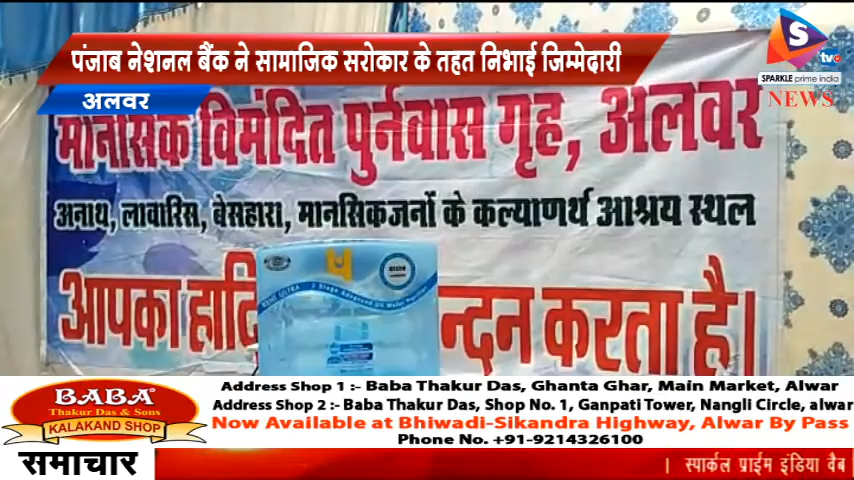 पंजाब नेशनल बैंक ने सामाजिक सरोकार के तहत निभाई जिम्मेदारी
अलवर
S
tv
SPARKLE prime india
NEWS
मानसिक विमंदित पुर्नवास गृह, अलवर
अनाथ, लावारिस, बेसहारा, मानसिकजनों के कल्याणर्थ आश्रय स्थल
आपका हार्दि न्दन करता है।
BABA
Thakur Das & Sons
KALAKAND SHOP
Address Shop 1 :- Baba Thakur Das, Ghanta Ghar, Main Market, Alwar
Address Shop 2 :- Baba Thakur Das, Shop No. 1, Ganpati Tower, Nangli Circle, alwar
Now Available at Bhiwadi-Sikandra Highway, Alwar By Pass
Phone No. +91-9214326100
समाचार
| स्पार्कल प्राईम इंडिया वैब |